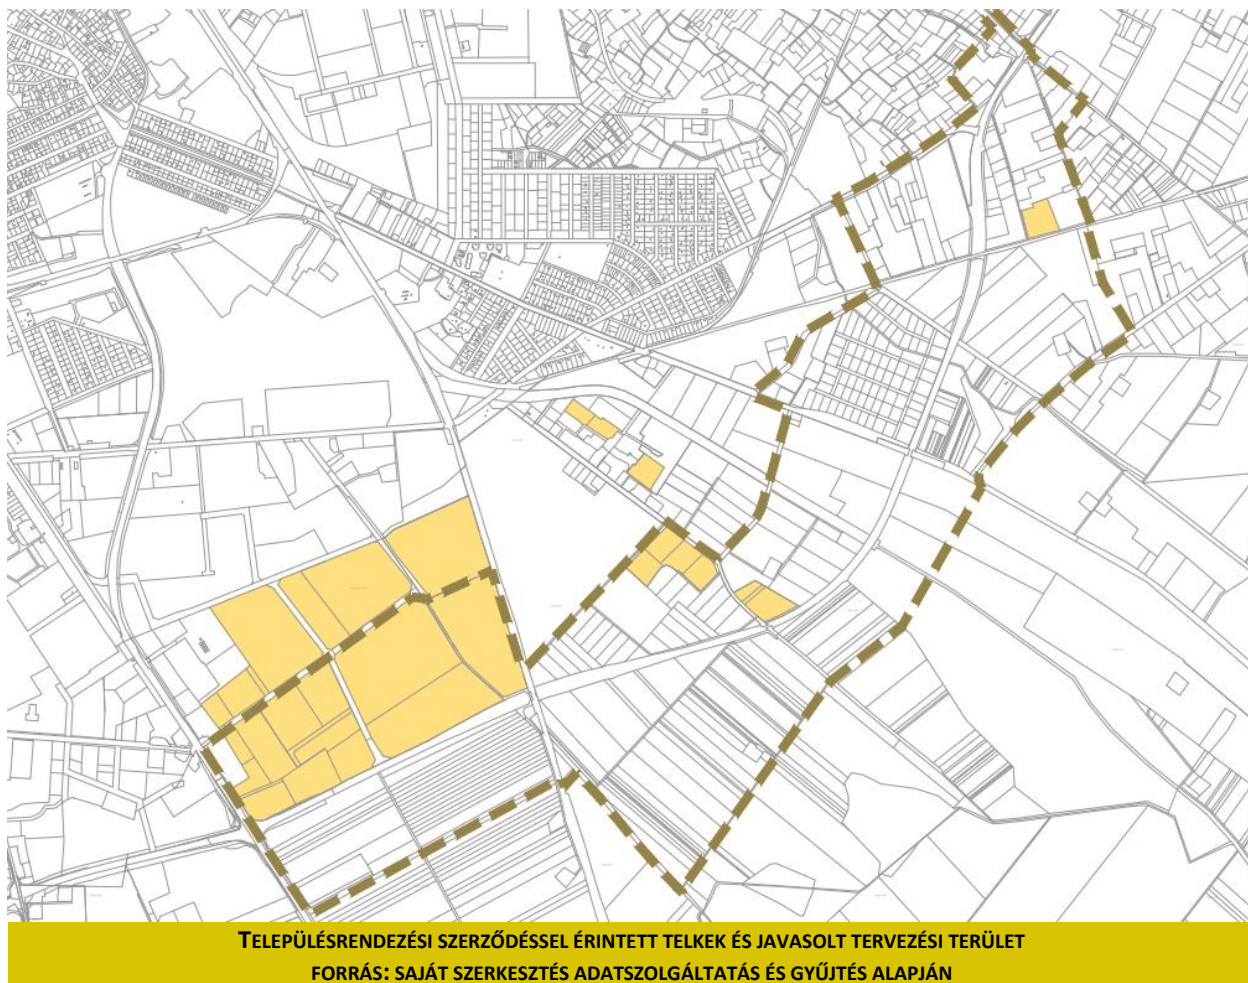 TELEPÜLÉSRENDEZÉSI SZERZŐDÉSSEL ÉRINTETT TELKEK ÉS JAVASOLT TERVEZÉSI TERÜLET
FORRÁS: SAJÁT SZERKESZTÉS ADATSZOLGÁLTATÁS ÉS GYŰJTÉS ALAPJÁN